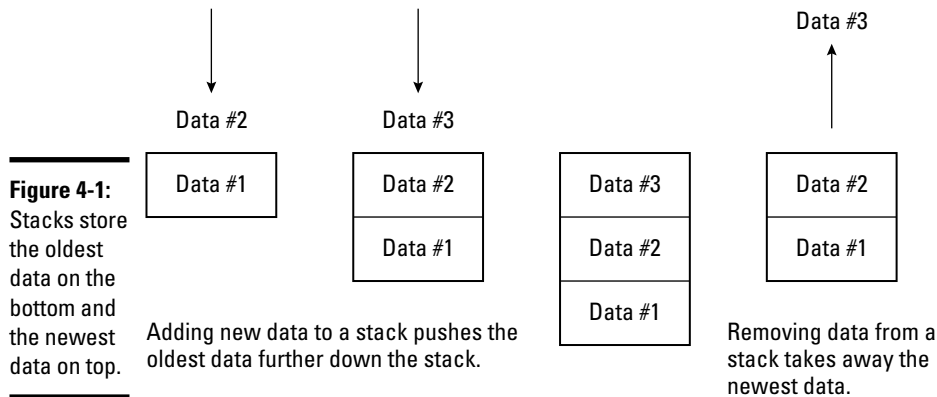 Data #3
Data #2
Data #3
Data #1
Data #2
Data #1
Data #3
Data #2
Data #1
Data #2
Data #1
Figure 4-1:
Stacks store
the oldest
data on the
bottom and
the newest
data on top.
Adding new data to a stack pushes the
oldest data further down the stack.
Removing data from a
stack takes away the
newest data.